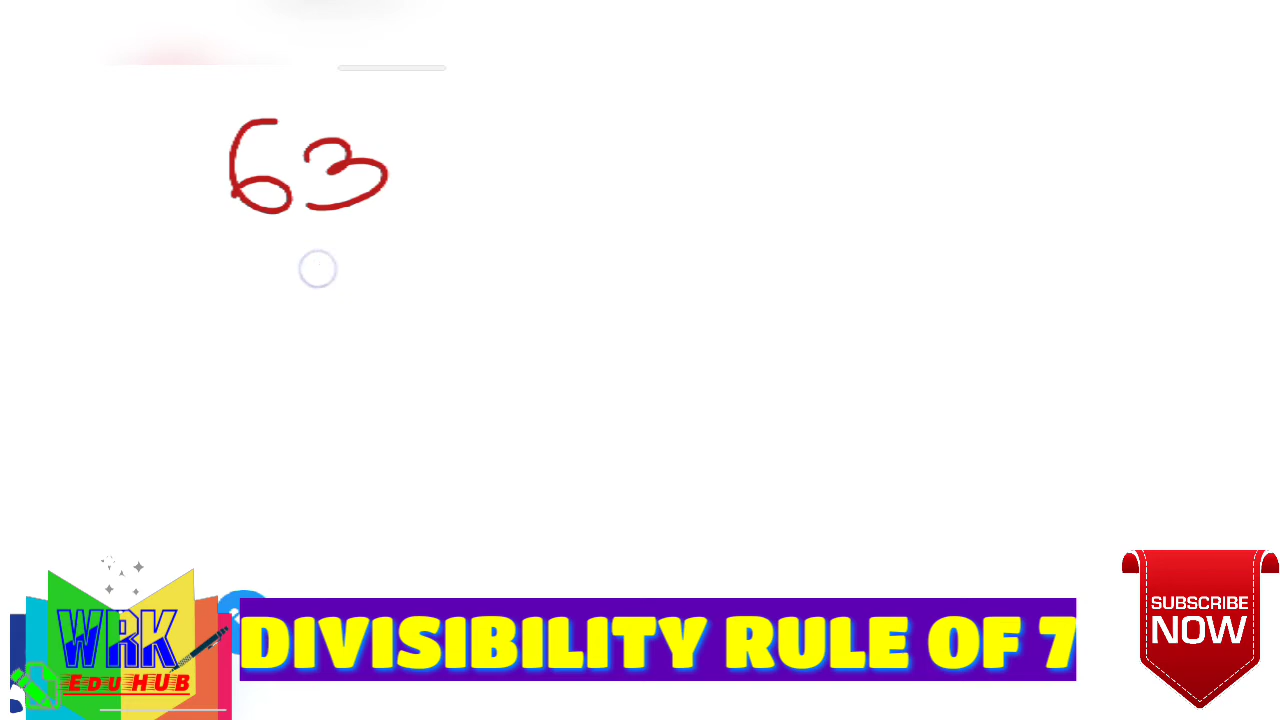 63
WRK
EDU HUB
DIVISIBILITY RULE OF 7
SUBSCRIBE
NOW